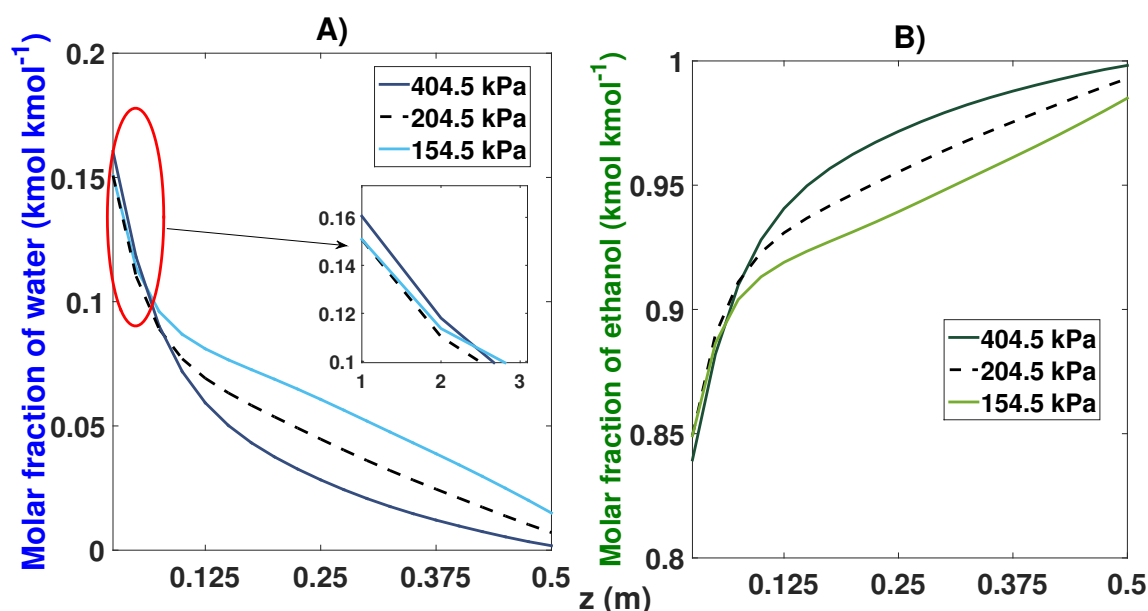 A)
Molar fraction of water (kmol kmol⁻¹)
0.2
0.15
0.1
0.05
0
404.5 kPa
204.5 kPa
154.5 kPa
0.16
0.14
0.12
0.1
1
2
3
0.125
0.25
0.375
0.5
B)
Molar fraction of ethanol (kmol kmol⁻¹)
1
0.95
0.9
0.85
0.8
404.5 kPa
204.5 kPa
154.5 kPa
0.125
0.25
0.375
0.5
z (m)